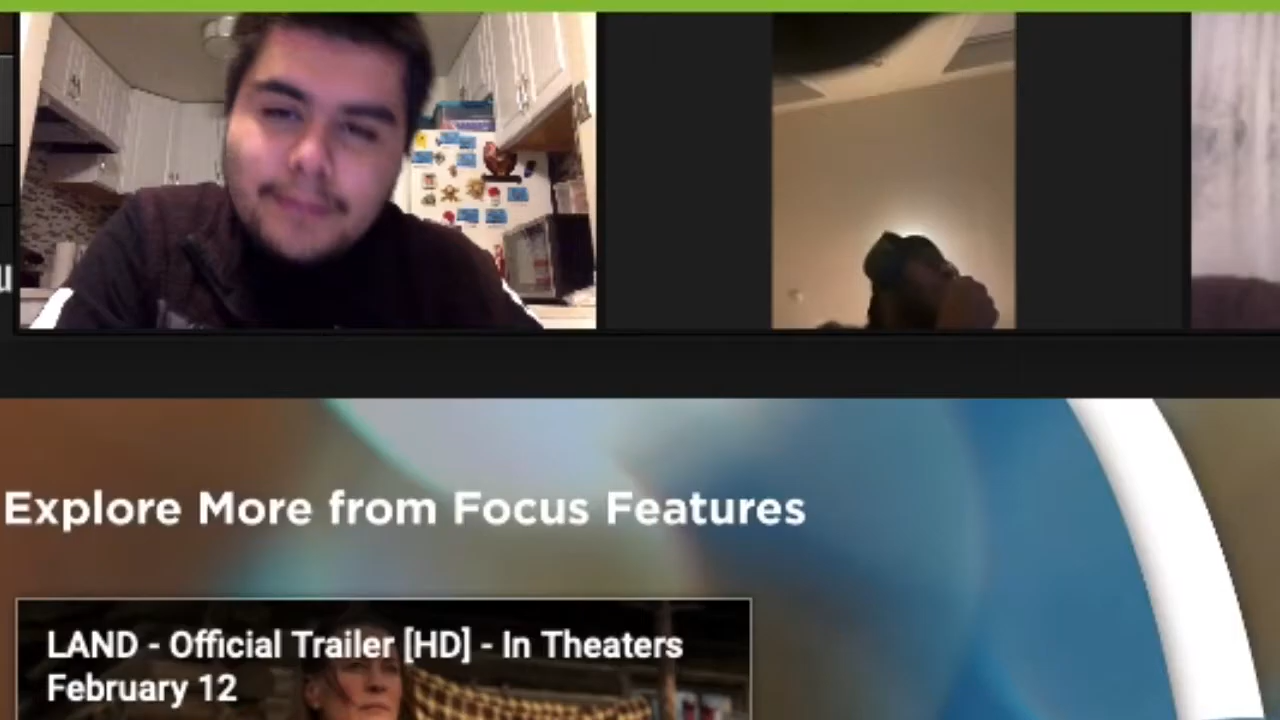 Explore More from Focus Features
LAND - Official Trailer [HD] - In Theaters
February 12